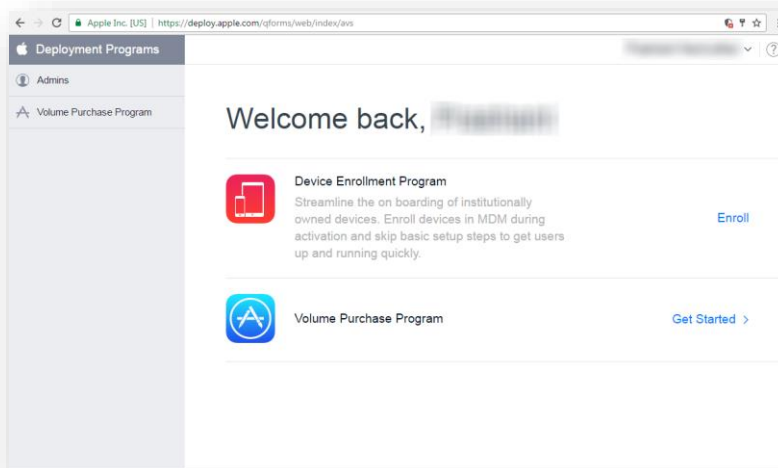 Apple Inc. [US] | https://deploy.apple.com/qforms/web/index/avs
Deployment Programs
Admins
Volume Purchase Program
Welcome back,
Device Enrollment Program
Streamline the on boarding of institutionally
owned devices. Enroll devices in MDM during
activation and skip basic setup steps to get users
up and running quickly.
Enroll
Volume Purchase Program
Get Started >